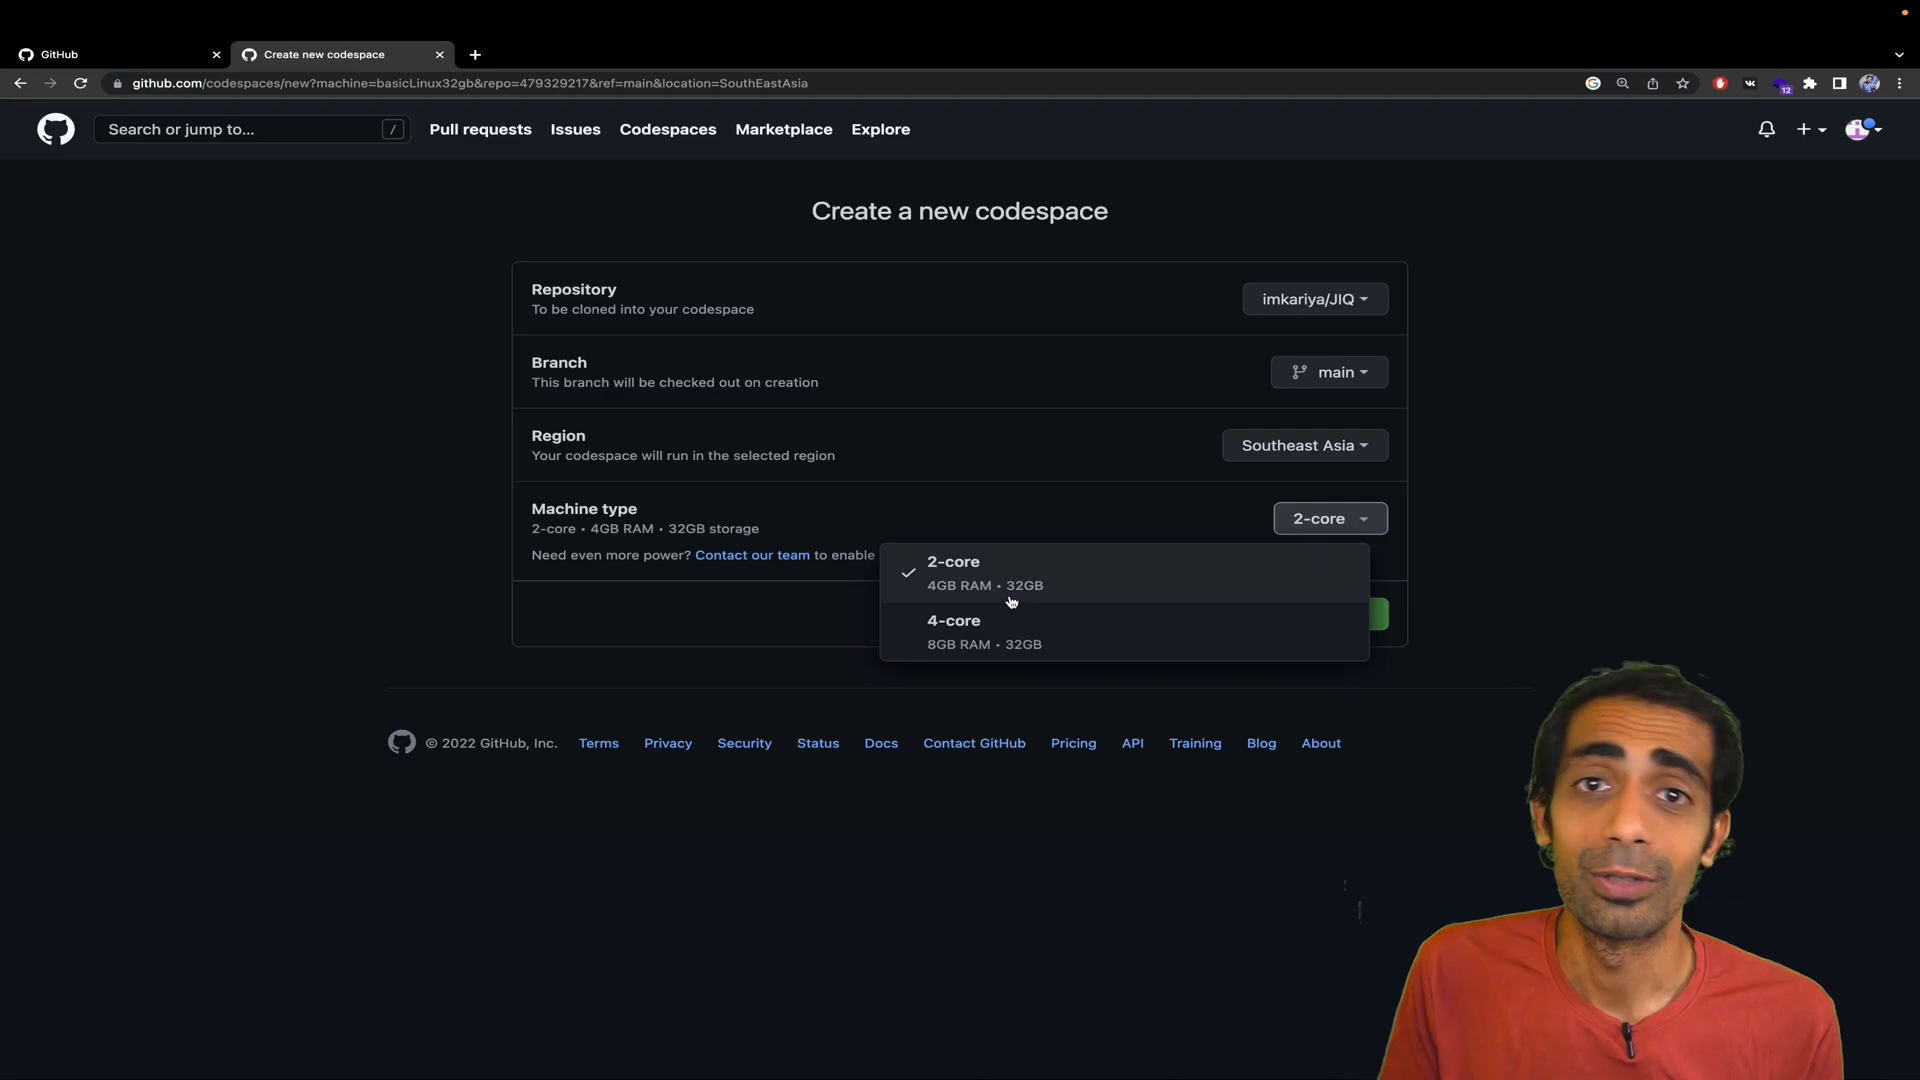 GitHub
Create new codespace
github.com/codespaces/new?machine=basicLinux32gb&repo=479329217&ref=main&location=SouthEastAsia
12
Search or jump to... /
Pull requests Issues Codespaces Marketplace Explore
Create a new codespace
Repository
To be cloned into your codespace
imkariya/JIQ
Branch
This branch will be checked out on creation
main
Region
Your codespace will run in the selected region
Southeast Asia
Machine type
2-core • 4GB RAM • 32GB storage
2-core
Need even more power? Contact our team to enable
2-core
4GB RAM • 32GB
4-core
8GB RAM • 32GB
© 2022 GitHub, Inc. Terms Privacy Security Status Docs Contact GitHub Pricing API Training Blog About